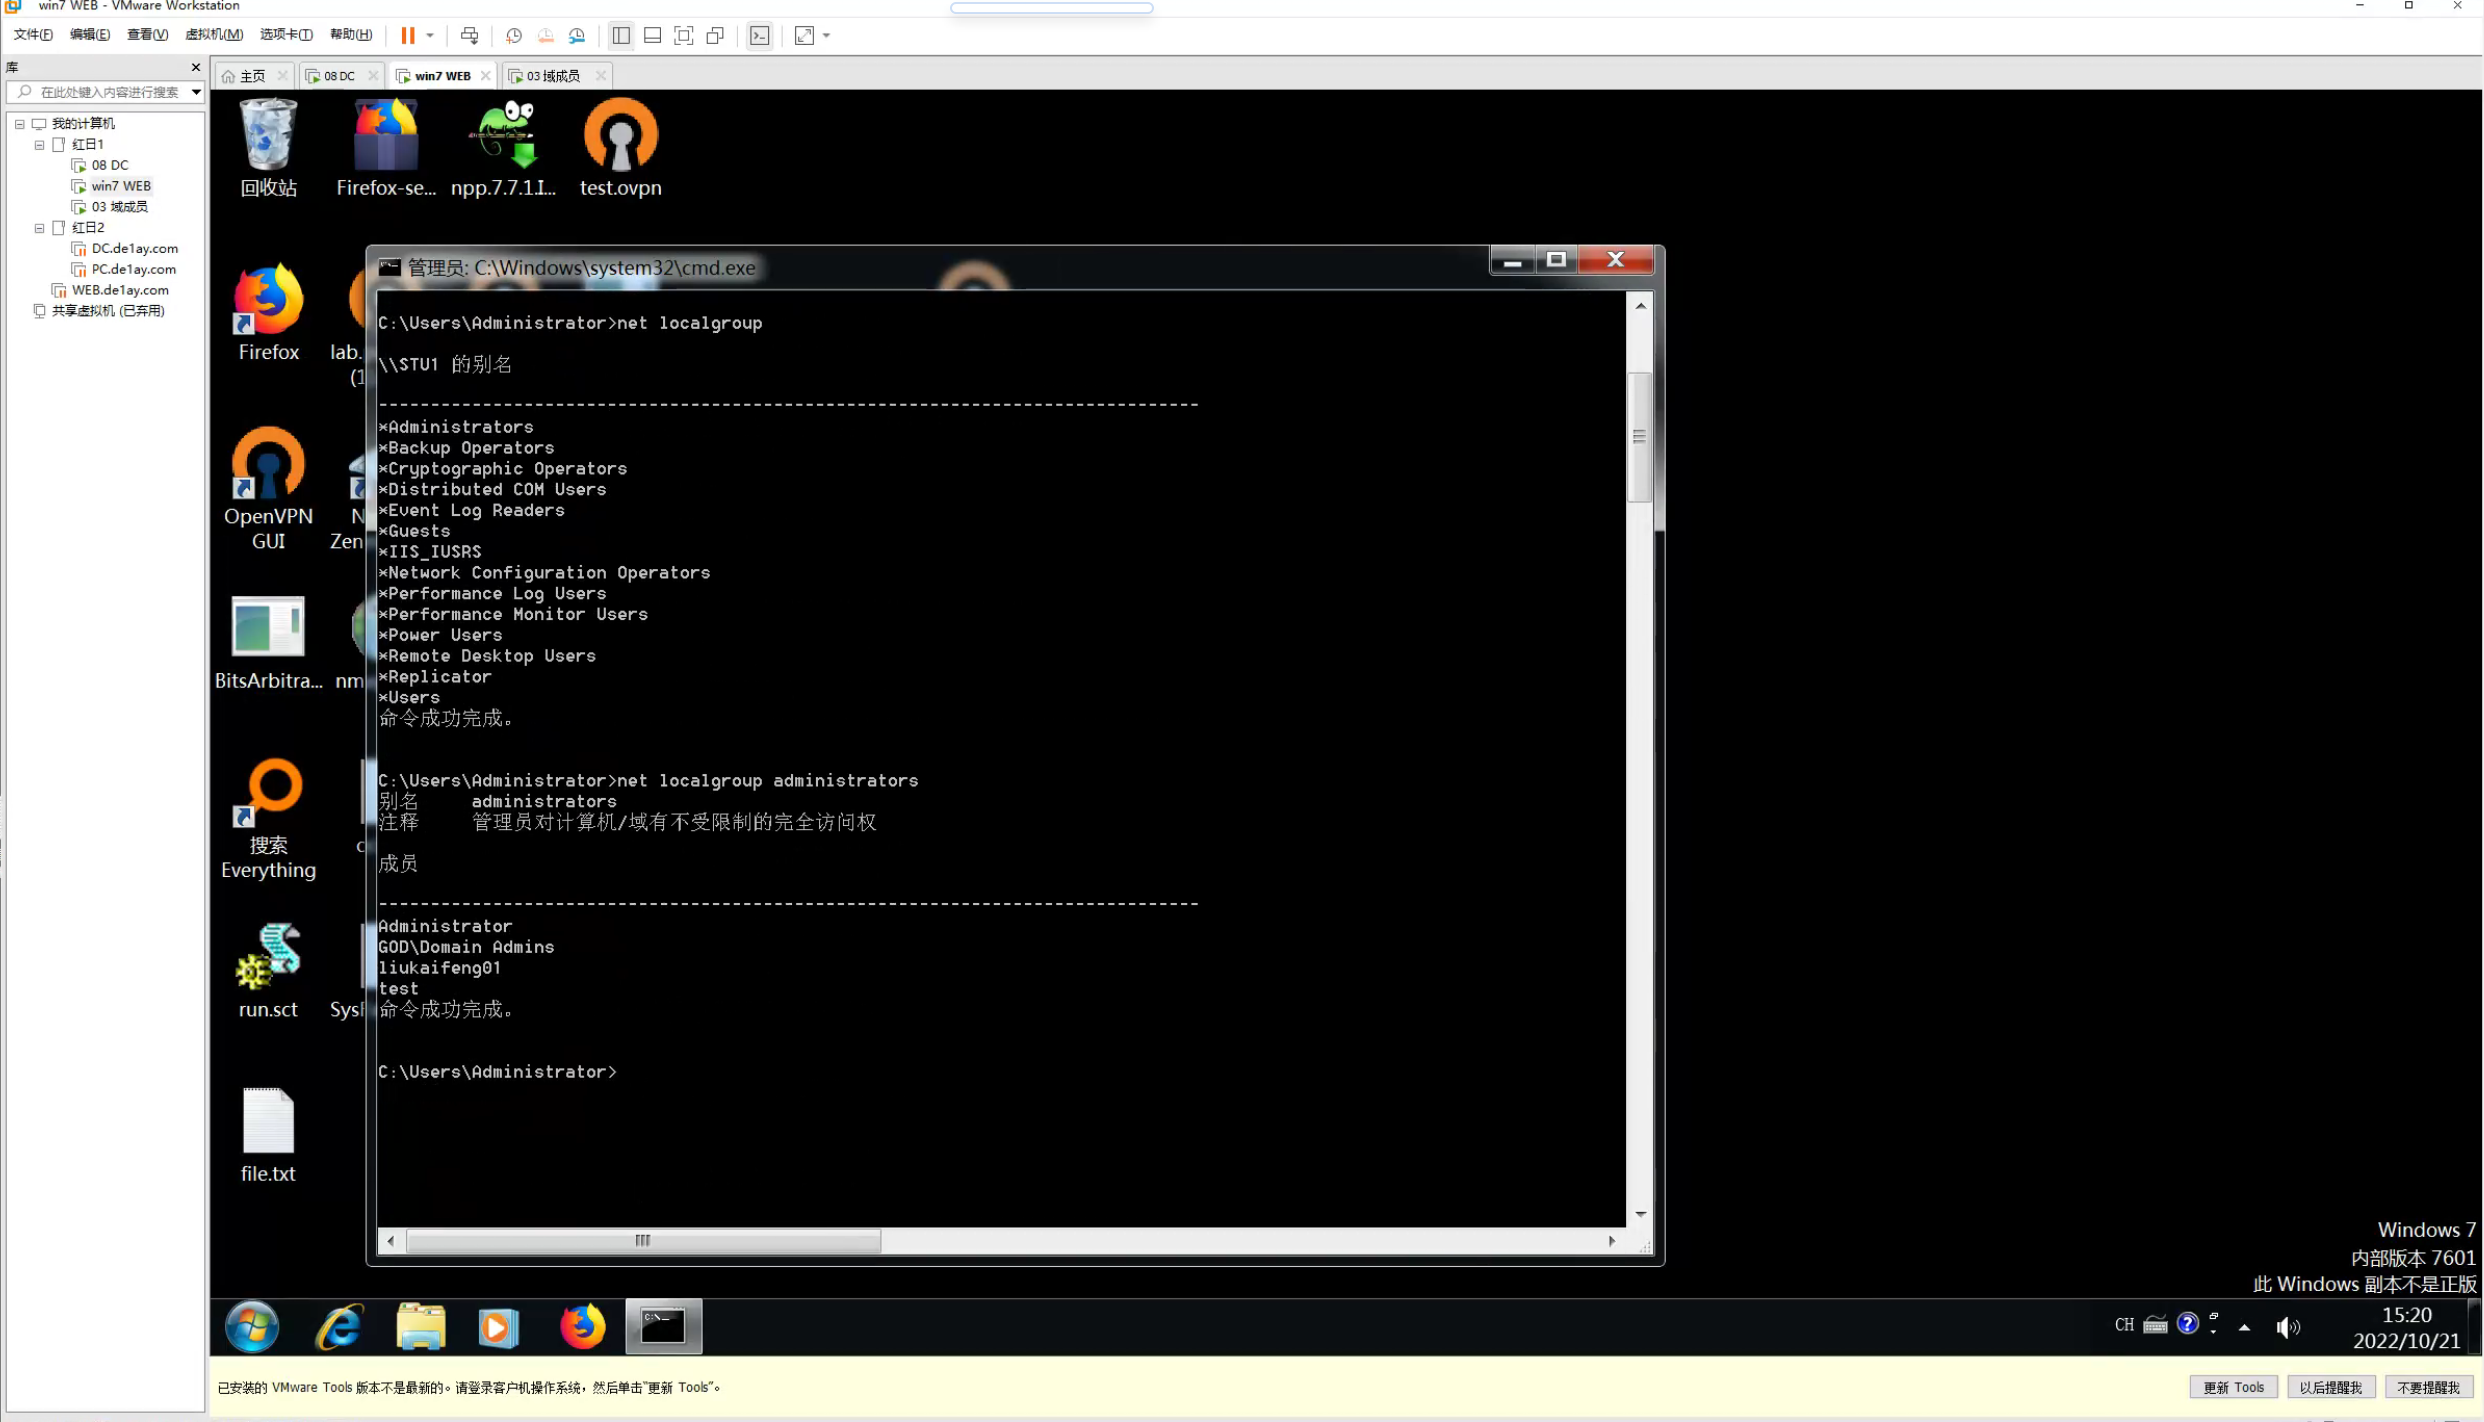 win7 WEB - VMware Workstation
文件(F) 编辑(E) 查看(V) 虚拟机(M) 选项卡(T) 帮助(H)
库
在此处键入内容进行搜索
我的计算机
红日1
08 DC
win7 WEB
03 域成员
红日2
DC.de1ay.com
PC.de1ay.com
WEB.de1ay.com
共享虚拟机 (已弃用)
主页 08 DC win7 WEB 03 域成员
回收站
Firefox-se...
npp.7.7.1.I...
test.ovpn
Firefox
lab.
(1
OpenVPN
GUI
N
Zen
BitsArbitra...
nm
搜索
Everything
c
run.sct
Sys
file.txt
管理员: C:\Windows\system32\cmd.exe
C:\Users\Administrator>net localgroup
\\STU1 的别名
-------------------------------------------------------------------------------
*Administrators
*Backup Operators
*Cryptographic Operators
*Distributed COM Users
*Event Log Readers
*Guests
*IIS_IUSRS
*Network Configuration Operators
*Performance Log Users
*Performance Monitor Users
*Power Users
*Remote Desktop Users
*Replicator
*Users
命令成功完成。
C:\Users\Administrator>net localgroup administrators
别名 administrators
注释 管理员对计算机/域有不受限制的完全访问权
成员
-------------------------------------------------------------------------------
Administrator
GOD\Domain Admins
liukaifeng01
test
命令成功完成。
C:\Users\Administrator>
Windows 7
内部版本 7601
此 Windows 副本不是正版
CH
15:20
2022/10/21
已安装的 VMware Tools 版本不是最新的。请登录客户机操作系统，然后单击“更新 Tools”。
更新 Tools
以后提醒我
不要提醒我